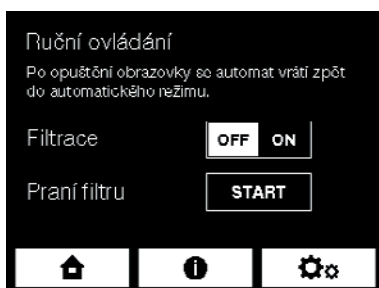 Ruční ovládání
Po opuštění obrazovky se automat vrátí zpět
do automatického režimu.
Filtrace
OFF ON
Praní filtru
START